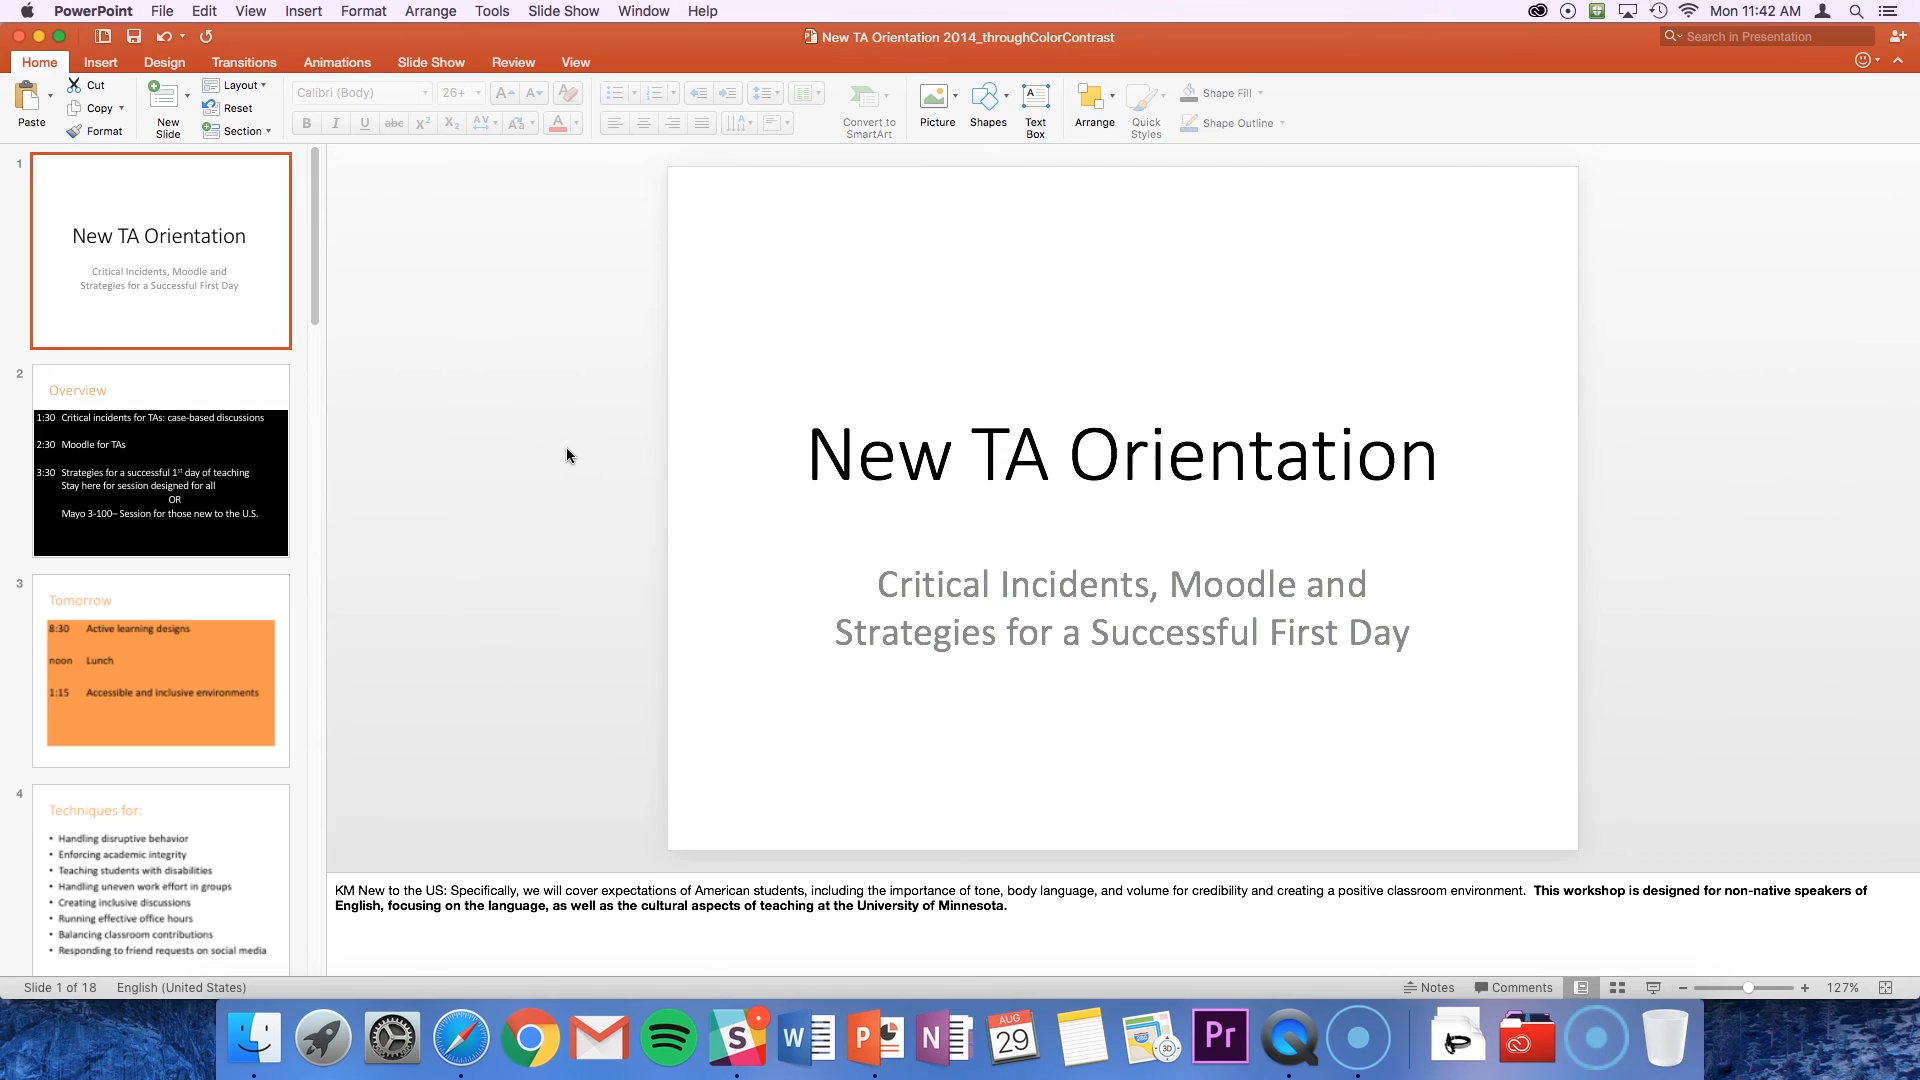 PowerPoint File Edit View Insert Format Arrange Tools Slide Show Window Help Mon 11:42 AM
New TA Orientation 2014_throughColorContrast
Search in Presentation
Home Insert Design Transitions Animations Slide Show Review View
Paste
Cut
Copy
Format
New Slide
Layout
Reset
Section
Calibri (Body) 26+
B I U abc X² X₂ AV Aa A
Convert to SmartArt
Picture
Shapes
Text Box
Arrange
Quick Styles
Shape Fill
Shape Outline
1
New TA Orientation
Critical Incidents, Moodle and
Strategies for a Successful First Day
2
Overview
1:30 Critical incidents for TAs: case-based discussions
2:30 Moodle for TAs
3:30 Strategies for a successful 1st day of teaching
Stay here for session designed for all
OR
Mayo 3-100– Session for those new to the U.S.
3
Tomorrow
8:30 Active learning designs
noon Lunch
1:15 Accessible and inclusive environments
4
Techniques for:
• Handling disruptive behavior
• Enforcing academic integrity
• Teaching students with disabilities
• Handling uneven work effort in groups
• Creating inclusive discussions
• Running effective office hours
• Balancing classroom contributions
• Responding to friend requests on social media
New TA Orientation
Critical Incidents, Moodle and
Strategies for a Successful First Day
KM New to the US: Specifically, we will cover expectations of American students, including the importance of tone, body language, and volume for credibility and creating a positive classroom environment. This workshop is designed for non-native speakers of
English, focusing on the language, as well as the cultural aspects of teaching at the University of Minnesota.
Slide 1 of 18 English (United States) Notes Comments 127%
AUG
29
280
3D
Pr